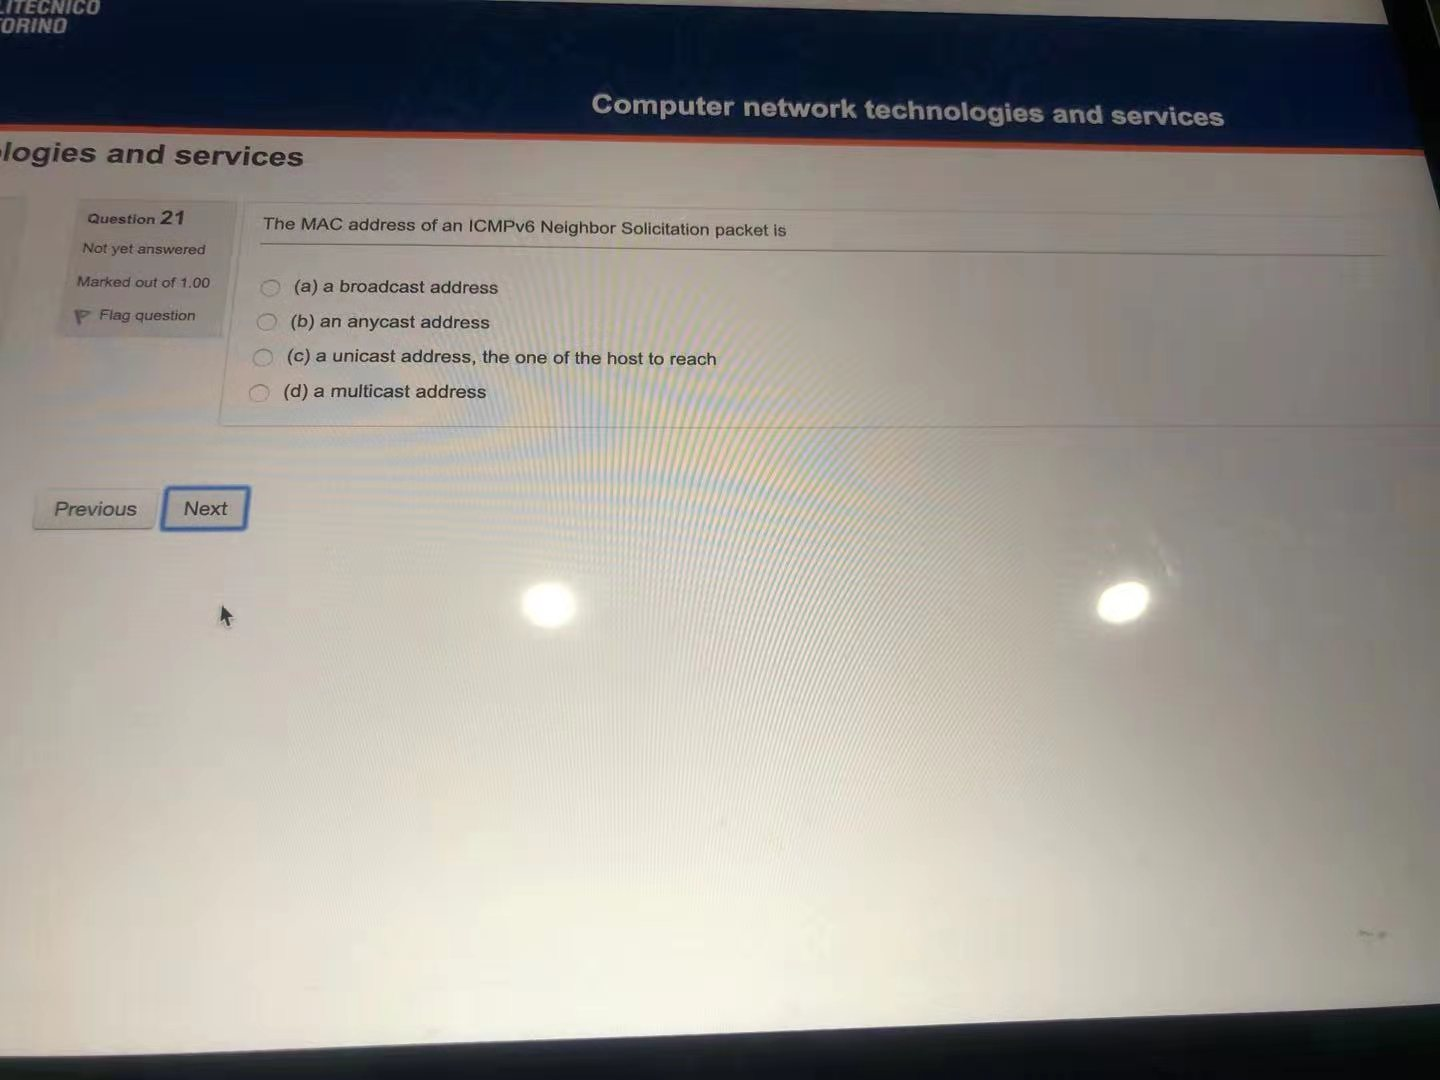 LITECNICO
ORINO
Computer network technologies and services
logies and services
Question 21
Not yet answered
Marked out of 1.00
Flag question
The MAC address of an ICMPv6 Neighbor Solicitation packet is
(a) a broadcast address
(b) an anycast address
(c) a unicast address, the one of the host to reach
(d) a multicast address
Previous
Next